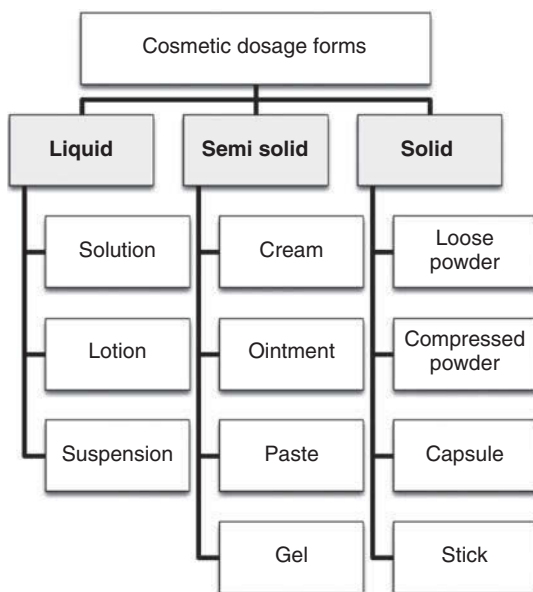 Cosmetic dosage forms
Liquid
Semi solid
Solid
Solution
Cream
Loose
powder
Lotion
Ointment
Compressed
powder
Suspension
Paste
Capsule
Gel
Stick